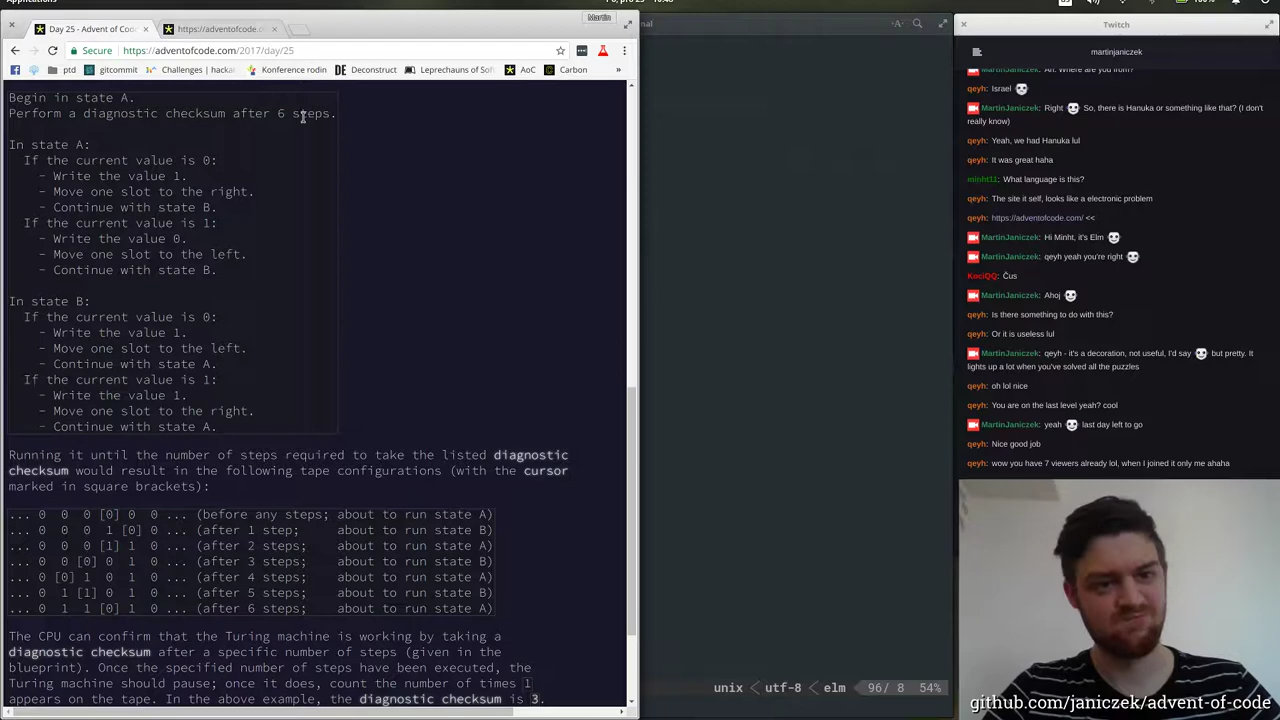 Applications
Martin
Day 25 - Advent of Cod
https://adventofcode.c
Secure
https://adventofcode.com/2017/day/25
ptd
gitcommit
Challenges | hacka
Konference rodin
DE Deconstruct
Leprechauns of Soft
AoC
Carbon
»
Begin in state A.
Perform a diagnostic checksum after 6 steps.
In state A:
If the current value is 0:
- Write the value 1.
- Move one slot to the right.
- Continue with state B.
If the current value is 1:
- Write the value 0.
- Move one slot to the left.
- Continue with state B.
In state B:
If the current value is 0:
- Write the value 1.
- Move one slot to the left.
- Continue with state A.
If the current value is 1:
- Write the value 1.
- Move one slot to the right.
- Continue with state A.
Running it until the number of steps required to take the listed diagnostic
checksum would result in the following tape configurations (with the cursor
marked in square brackets):
... 0 0 0 [0] 0 0 ... (before any steps; about to run state A)
... 0 0 0 1 [0] 0 ... (after 1 step; about to run state B)
... 0 0 0 [1] 1 0 ... (after 2 steps; about to run state A)
... 0 0 [0] 0 1 0 ... (after 3 steps; about to run state B)
... 0 [0] 1 0 1 0 ... (after 4 steps; about to run state A)
... 0 1 [1] 0 1 0 ... (after 5 steps; about to run state B)
... 0 1 1 [0] 1 0 ... (after 6 steps; about to run state A)
The CPU can confirm that the Turing machine is working by taking a
diagnostic checksum after a specific number of steps (given in the
blueprint). Once the specified number of steps have been executed, the
Turing machine should pause; once it does, count the number of times 1
appears on the tape. In the above example, the diagnostic checksum is 3.
nal
unix < utf-8 < elm 96/ 8 54%
Twitch
martinjaniczek
MartinJaniczek: Ah. Where are you from?
qeyh: Israel
MartinJaniczek: Right So, there is Hanuka or something like that? (I don't
really know)
qeyh: Yeah, we had Hanuka lul
qeyh: It was great haha
minht11: What language is this?
qeyh: The site it self, looks like a electronic problem
qeyh: https://adventofcode.com/ <<
MartinJaniczek: Hi Minht, it's Elm
MartinJaniczek: qeyh yeah you're right
KociQQ: Čus
MartinJaniczek: Ahoj
qeyh: Is there something to do with this?
qeyh: Or it is useless lul
MartinJaniczek: qeyh - it's a decoration, not useful, I'd say but pretty. It
lights up a lot when you've solved all the puzzles
qeyh: oh lol nice
qeyh: You are on the last level yeah? cool
MartinJaniczek: yeah last day left to go
qeyh: Nice good job
qeyh: wow you have 7 viewers already lol, when I joined it only me ahaha
github.com/janiczek/advent-of-code